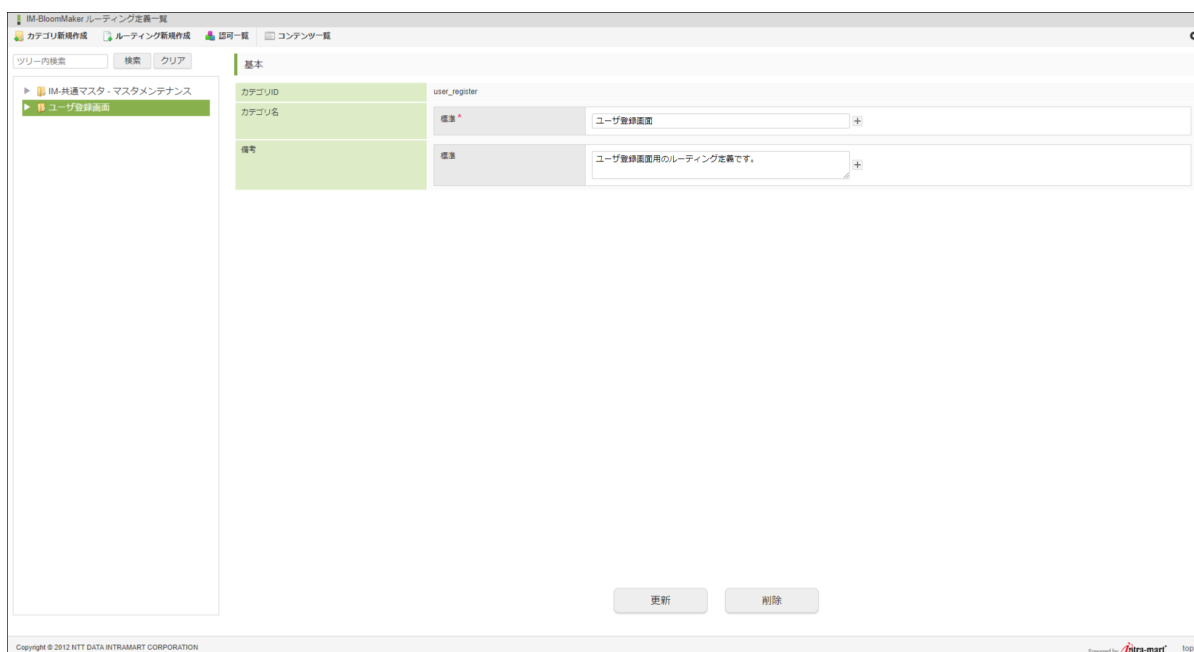 IM-BloomMaker ルーティング定義一覧
カテゴリ新規作成 ルーティング新規作成 認可一覧 コンテンツ一覧
ツリー内検索 検索 クリア
IM-共通マスタ - マスタメンテナンス
ユーザ登録画面
基本
カテゴリID user_register
カテゴリ名 標準 * ユーザ登録画面
備考 標準 ユーザ登録画面用のルーティング定義です。
更新 削除
Copyright © 2012 NTT DATA INTRAMART CORPORATION
Powered by intra-mart top